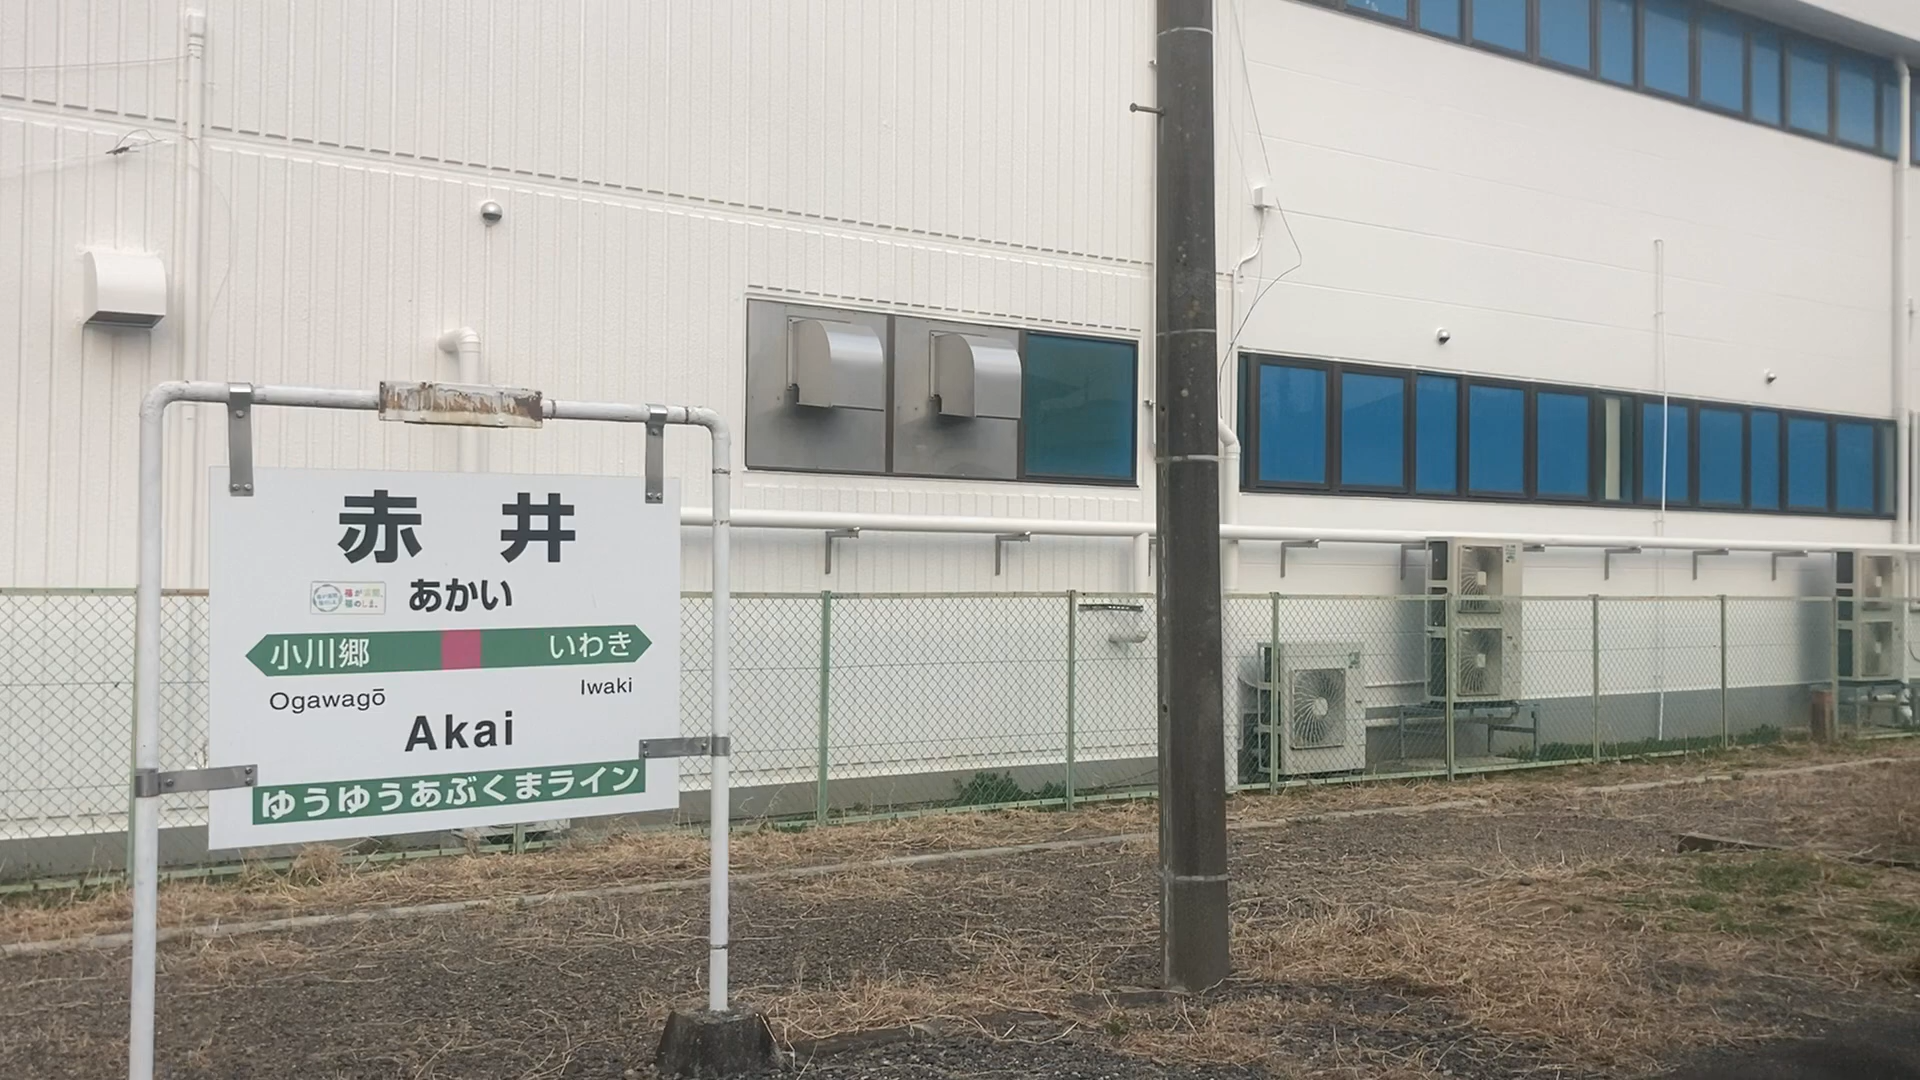 赤井
あかい
小川郷 いわき
Ogawagō Iwaki
Akai
ゆうゆうあぶくまライン